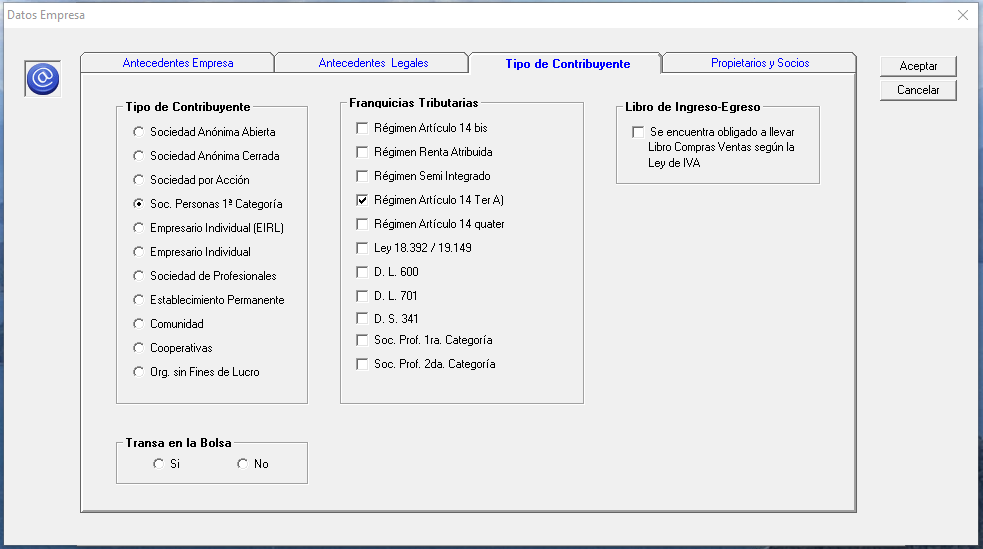 Datos Empresa
Antecedentes Empresa
Antecedentes Legales
Tipo de Contribuyente
Propietarios y Socios
Aceptar
Cancelar
Tipo de Contribuyente
Sociedad Anónima Abierta
Sociedad Anónima Cerrada
Sociedad por Acción
Soc. Personas 1ª Categoría
Empresario Individual (EIRL)
Empresario Individual
Sociedad de Profesionales
Establecimiento Permanente
Comunidad
Cooperativas
Org. sin Fines de Lucro
Franquicias Tributarias
Régimen Artículo 14 bis
Régimen Renta Atribuida
Régimen Semi Integrado
Régimen Artículo 14 Ter A)
Régimen Artículo 14 quater
Ley 18.392 / 19.149
D. L. 600
D. L. 701
D. S. 341
Soc. Prof. 1ra. Categoría
Soc. Prof. 2da. Categoría
Libro de Ingreso-Egreso
Se encuentra obligado a llevar
Libro Compras Ventas según la
Ley de IVA
Transa en la Bolsa
Si
No